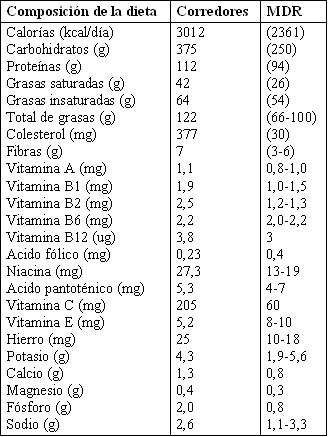 Composición de la dieta Corredores MDR
Calorías (kcal/día) 3012 (2361)
Carbohidratos (g) 375 (250)
Proteínas (g) 112 (94)
Grasas saturadas (g) 42 (26)
Grasas insaturadas (g) 64 (54)
Total de grasas (g) 122 (66-100)
Colesterol (mg) 377 (30)
Fibras (g) 7 (3-6)
Vitamina A (mg) 1,1 0,8-1,0
Vitamina B1 (mg) 1,9 1,0-1,5
Vitamina B2 (mg) 2,5 1,2-1,3
Vitamina B6 (mg) 2,2 2,0-2,2
Vitamina B12 (ug) 3,8 3
Acido fólico (mg) 0,23 0,4
Niacina (mg) 27,3 13-19
Acido pantoténico (mg) 5,3 4-7
Vitamina C (mg) 205 60
Vitamina E (mg) 5,2 8-10
Hierro (mg) 25 10-18
Potasio (g) 4,3 1,9-5,6
Calcio (g) 1,3 0,8
Magnesio (g) 0,4 0,3
Fósforo (g) 2,0 0,8
Sodio (g) 2,6 1,1-3,3